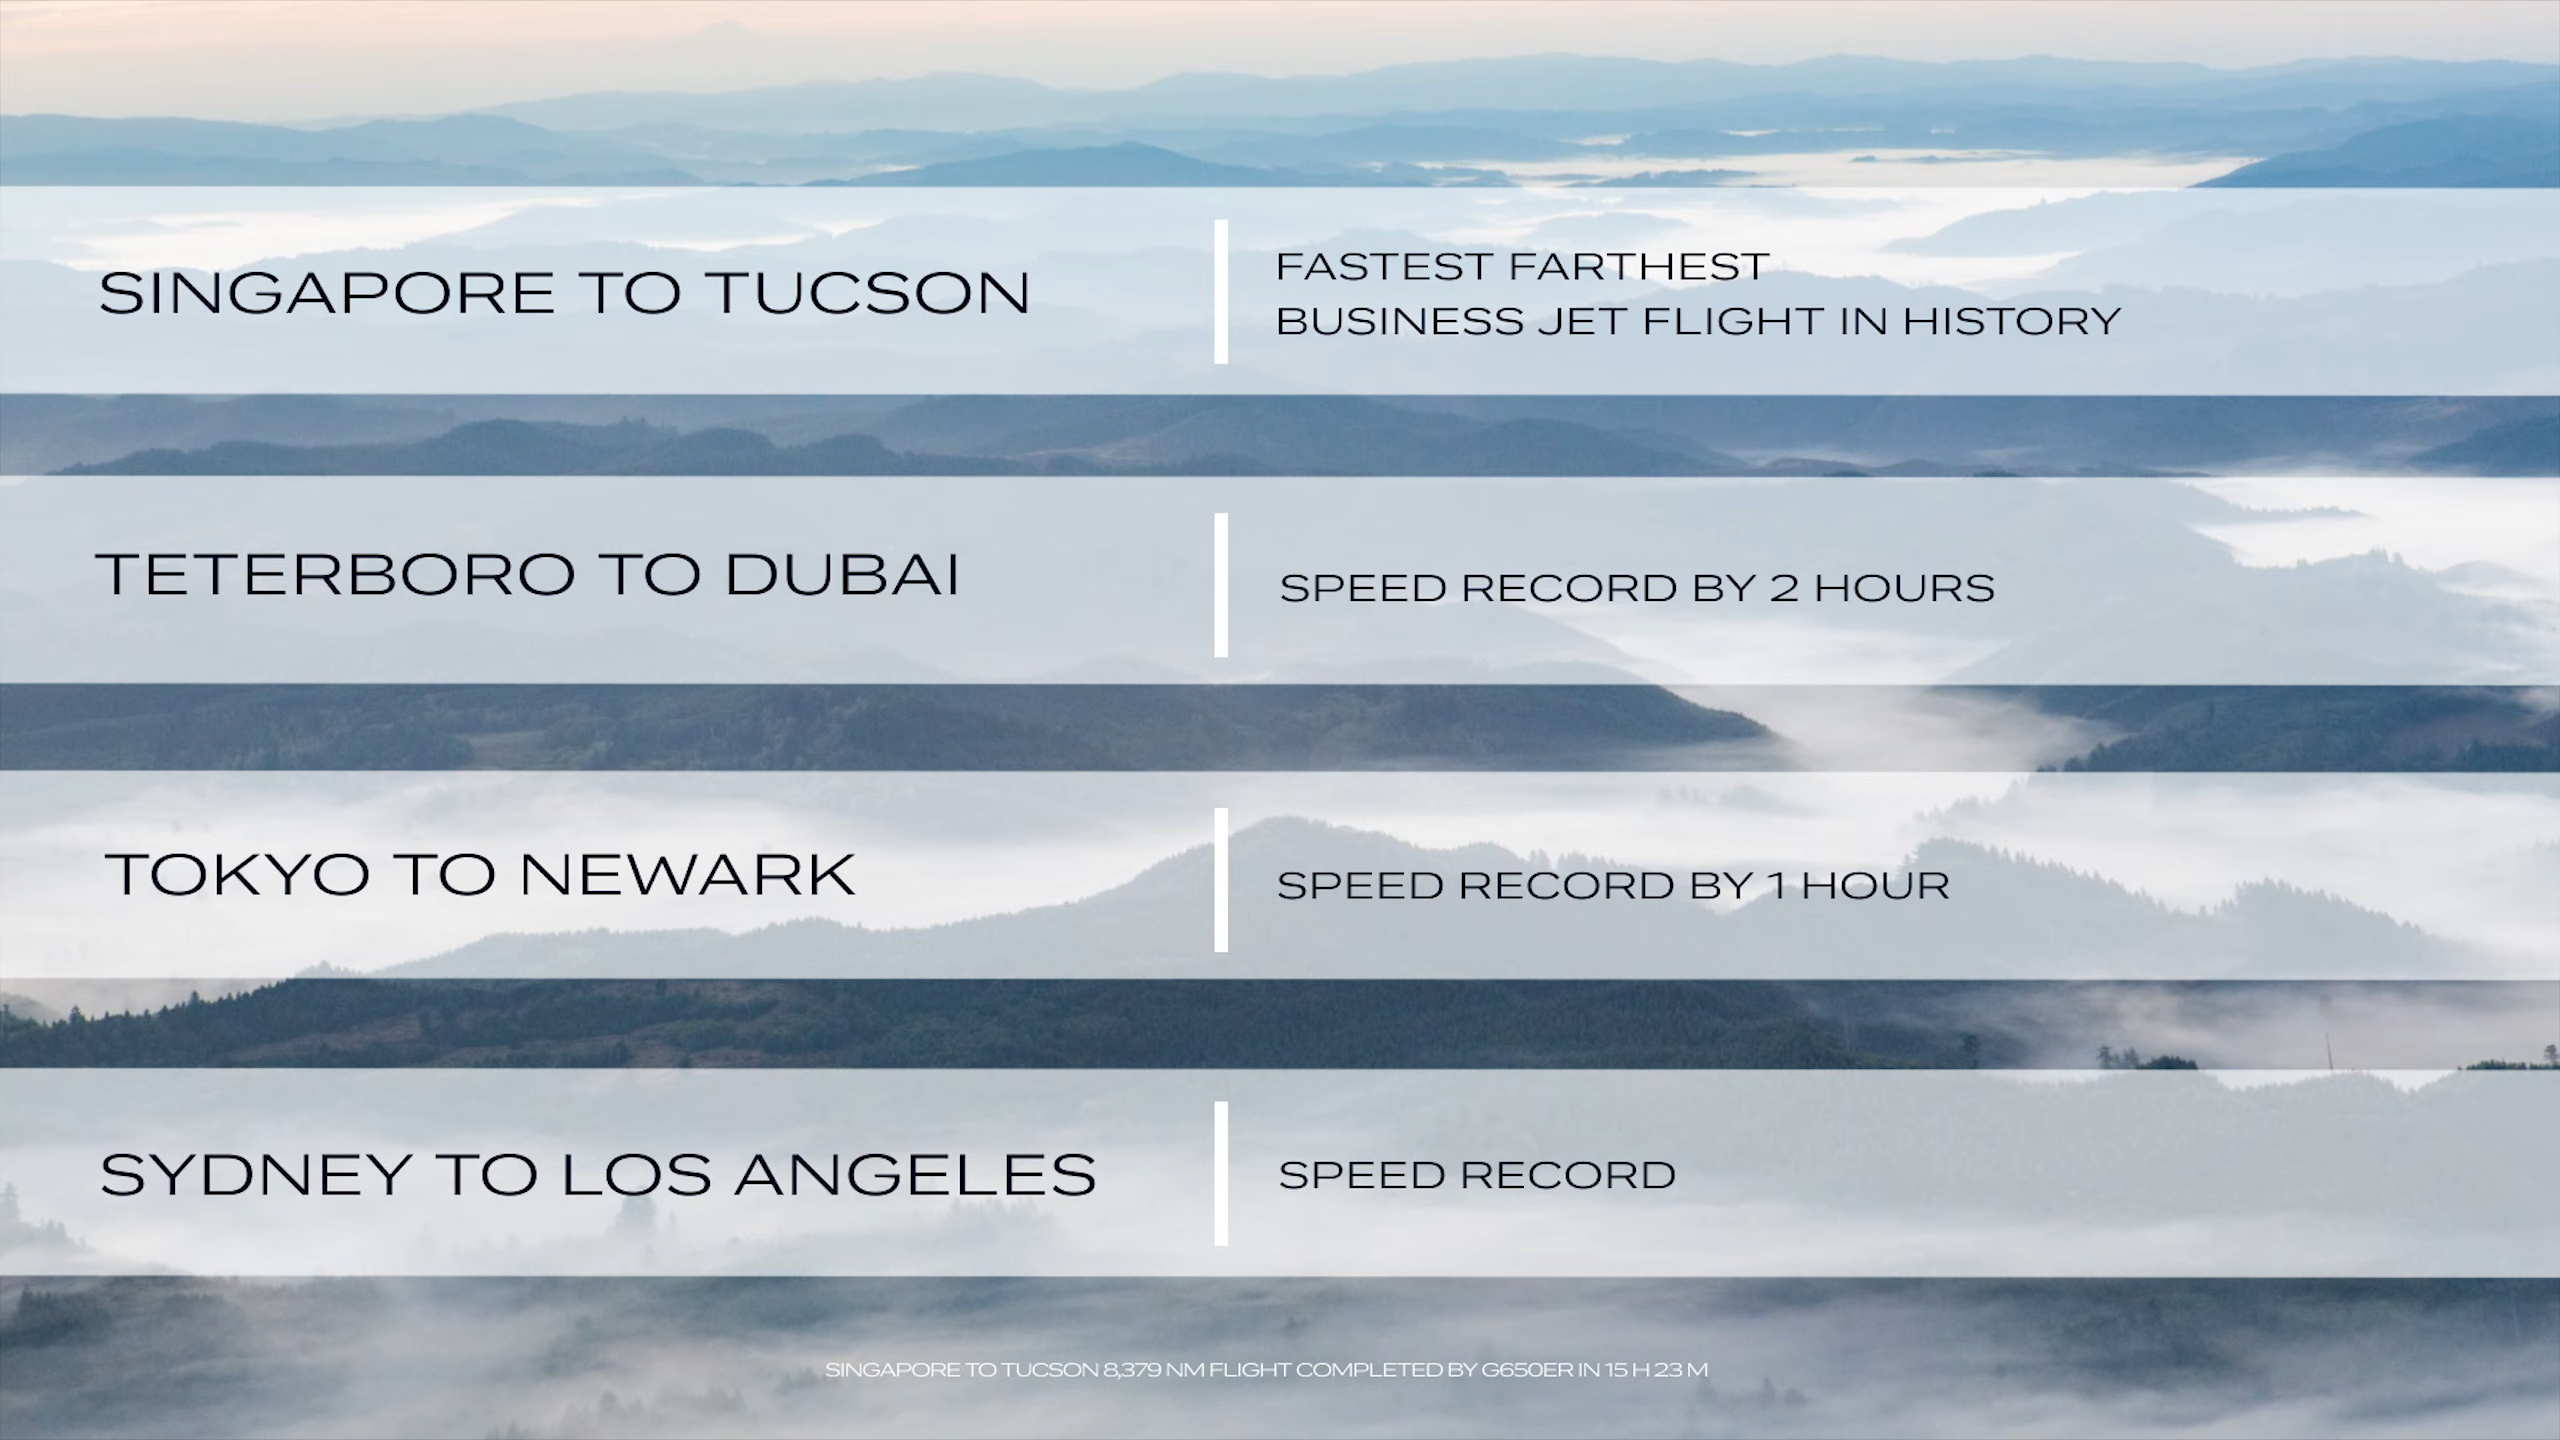 SINGAPORE TO TUCSON
FASTEST FARTHEST
BUSINESS JET FLIGHT IN HISTORY
TETERBORO TO DUBAI
SPEED RECORD BY 2 HOURS
TOKYO TO NEWARK
SPEED RECORD BY 1 HOUR
SYDNEY TO LOS ANGELES
SPEED RECORD
SINGAPORE TO TUCSON 8,379 NM FLIGHT COMPLETED BY G650ER IN 15 H 23 M